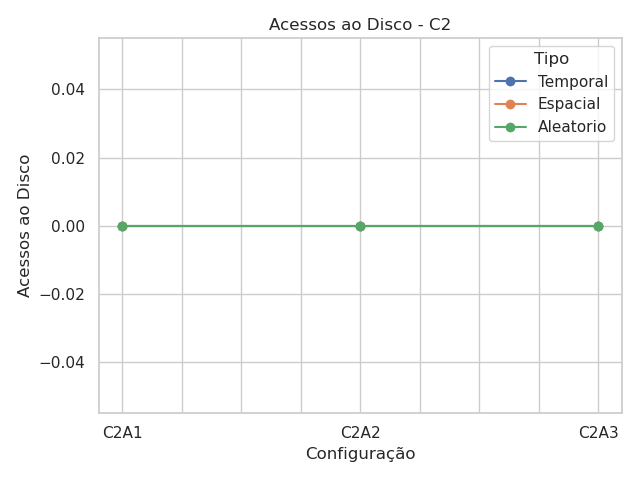 Acessos ao Disco - C2
Tipo
Temporal
Espacial
Aleatorio
Acessos ao Disco
0.04
0.02
0.00
−0.02
−0.04
C2A1
C2A2
C2A3
Configuração